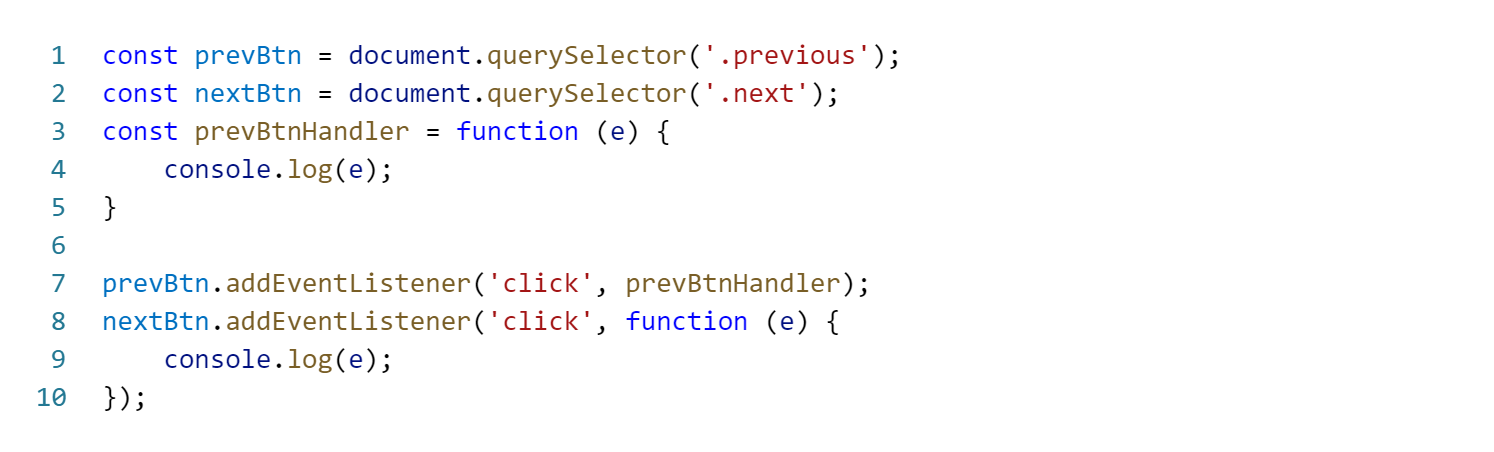 1 const prevBtn = document.querySelector('.previous');
2 const nextBtn = document.querySelector('.next');
3 const prevBtnHandler = function (e) {
4     console.log(e);
5 }
6
7 prevBtn.addEventListener('click', prevBtnHandler);
8 nextBtn.addEventListener('click', function (e) {
9     console.log(e);
10 });